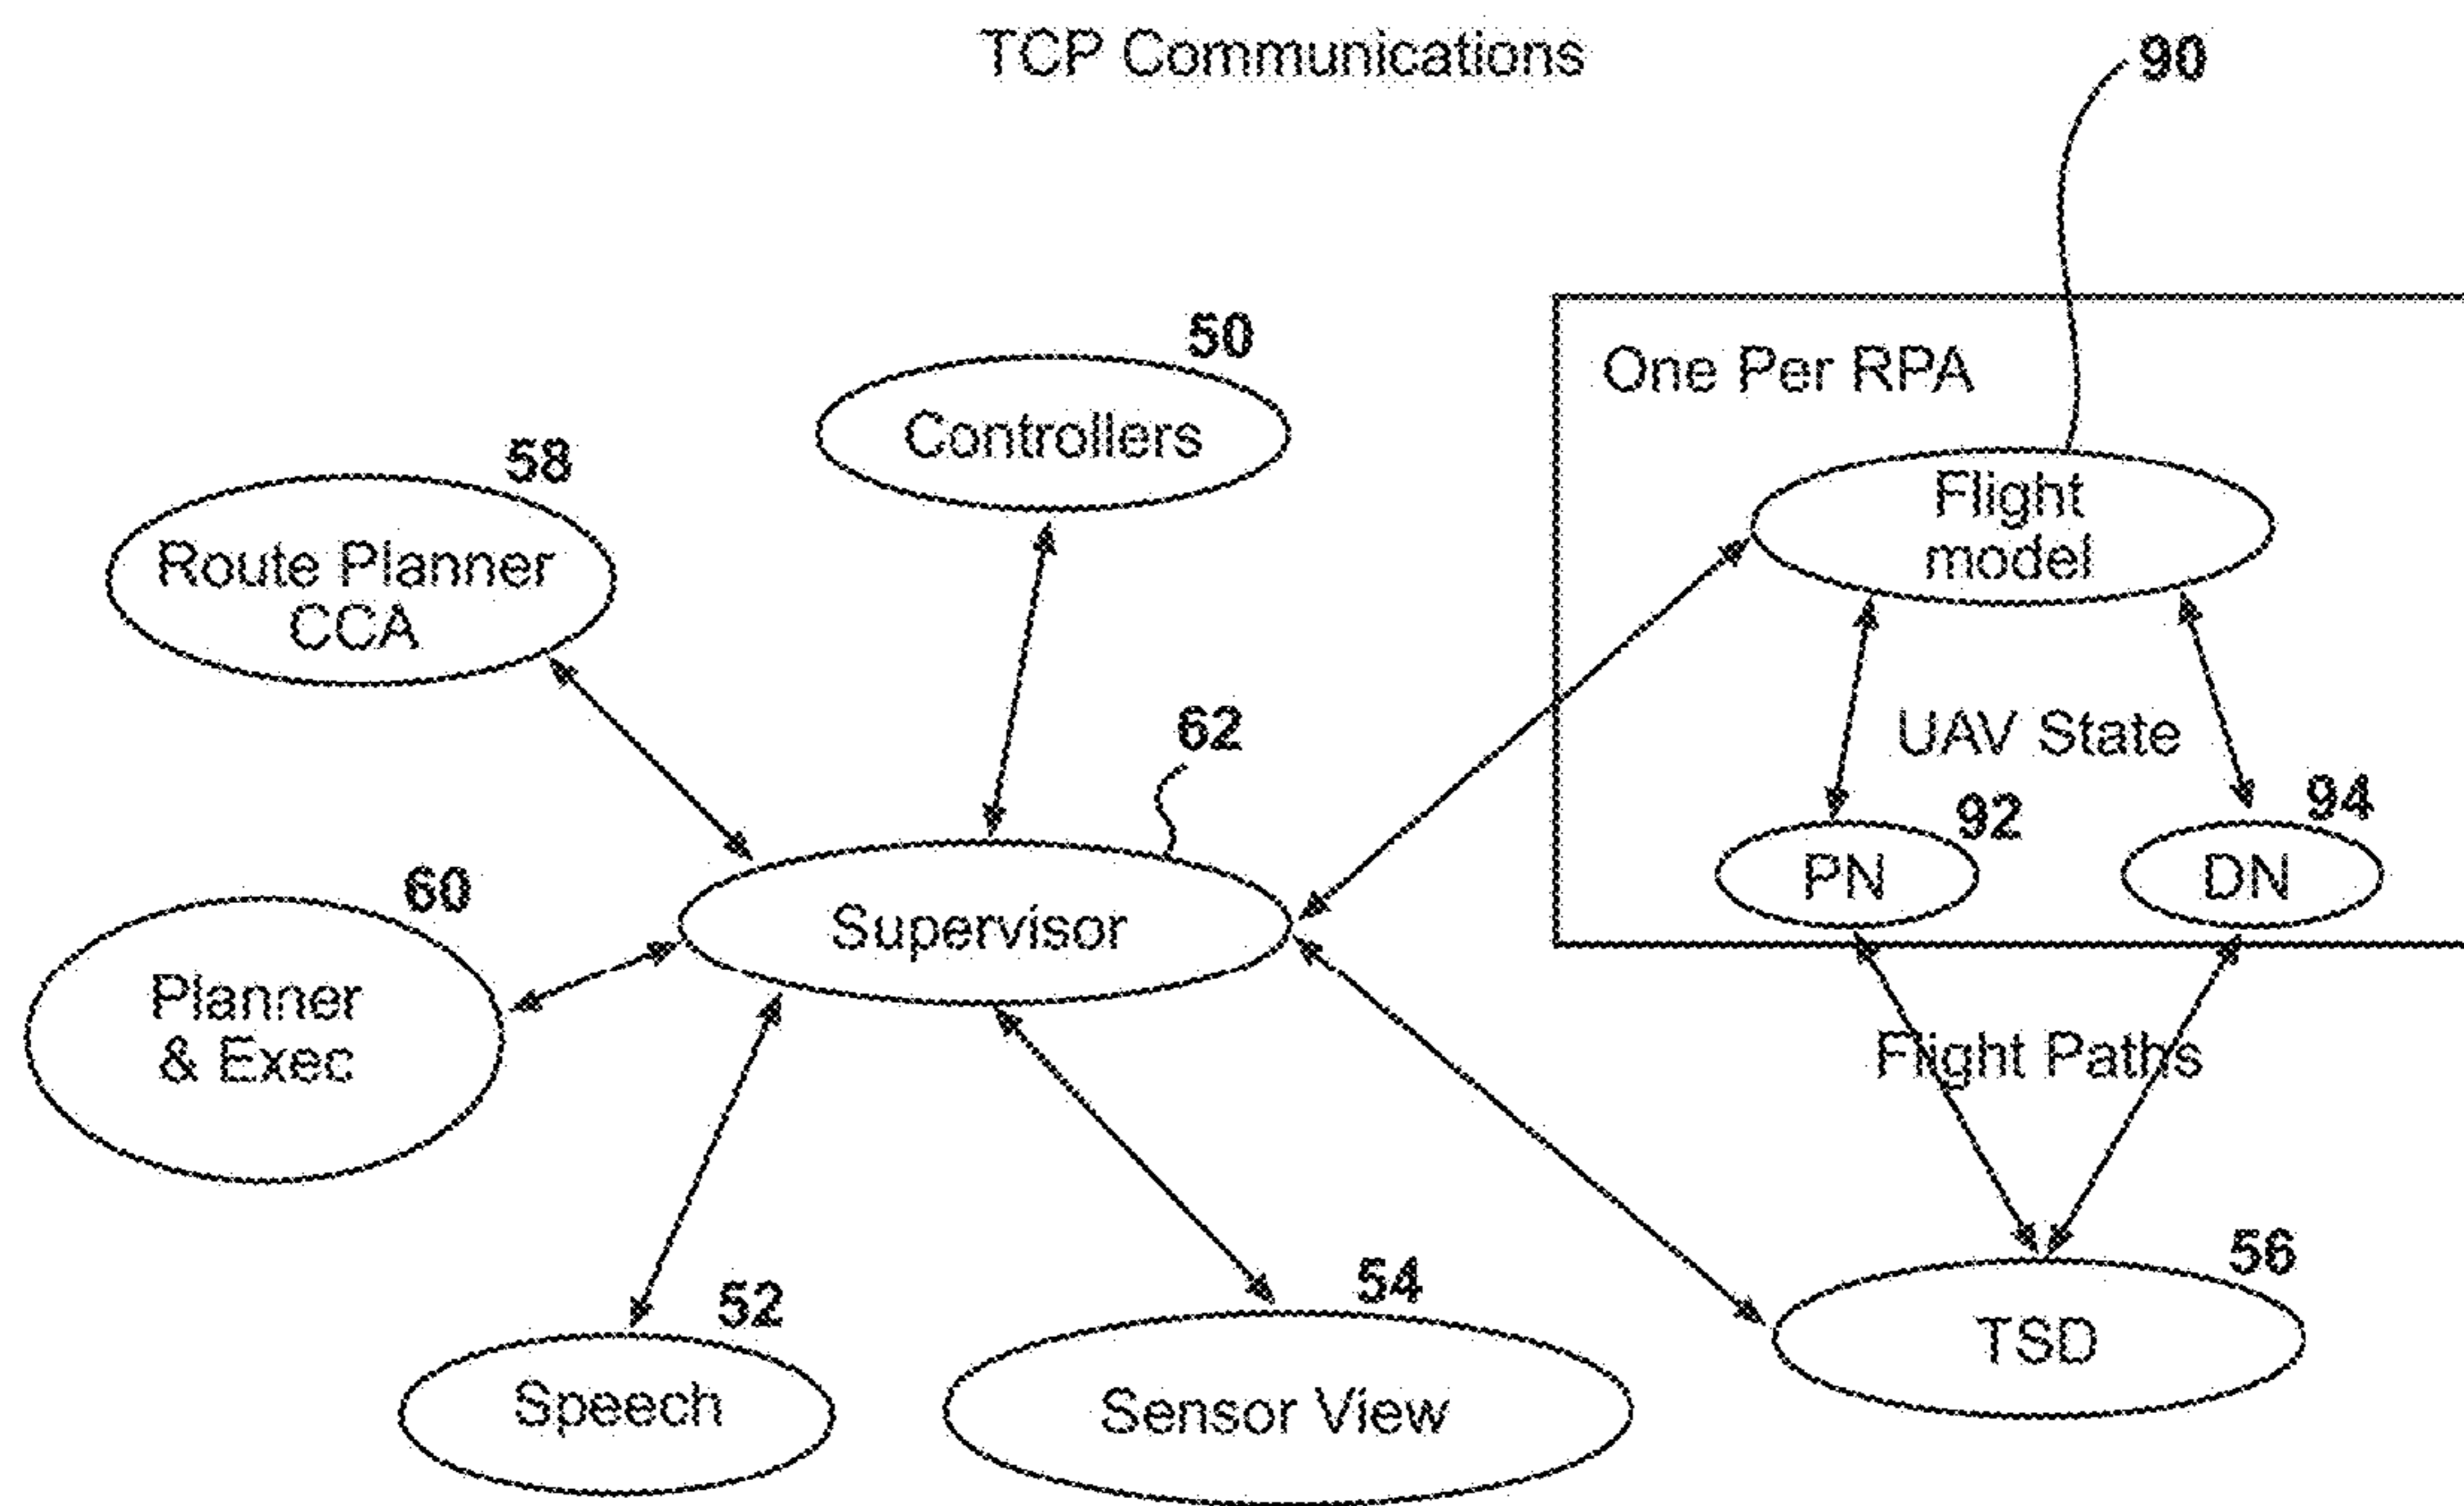 TCP Communications
90
One Per RPA
50
Controllers
58
Route Planner
CCA
Flight
model
62
UAV State
92
94
PN
DN
60
Supervisor
Planner
& Exec
Flight Paths
52
54
56
Speech
Sensor View
TSD